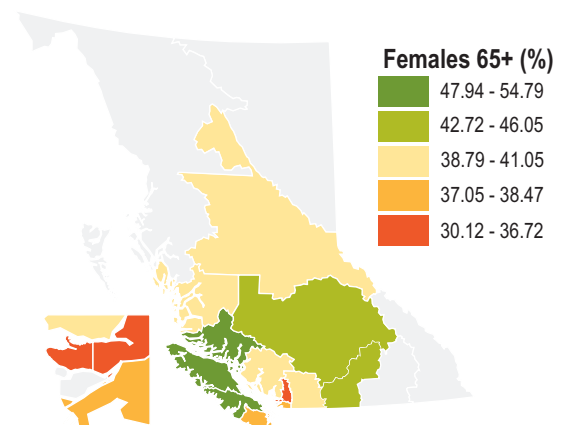 Females 65+ (%)
47.94 - 54.79
42.72 - 46.05
38.79 - 41.05
37.05 - 38.47
30.12 - 36.72